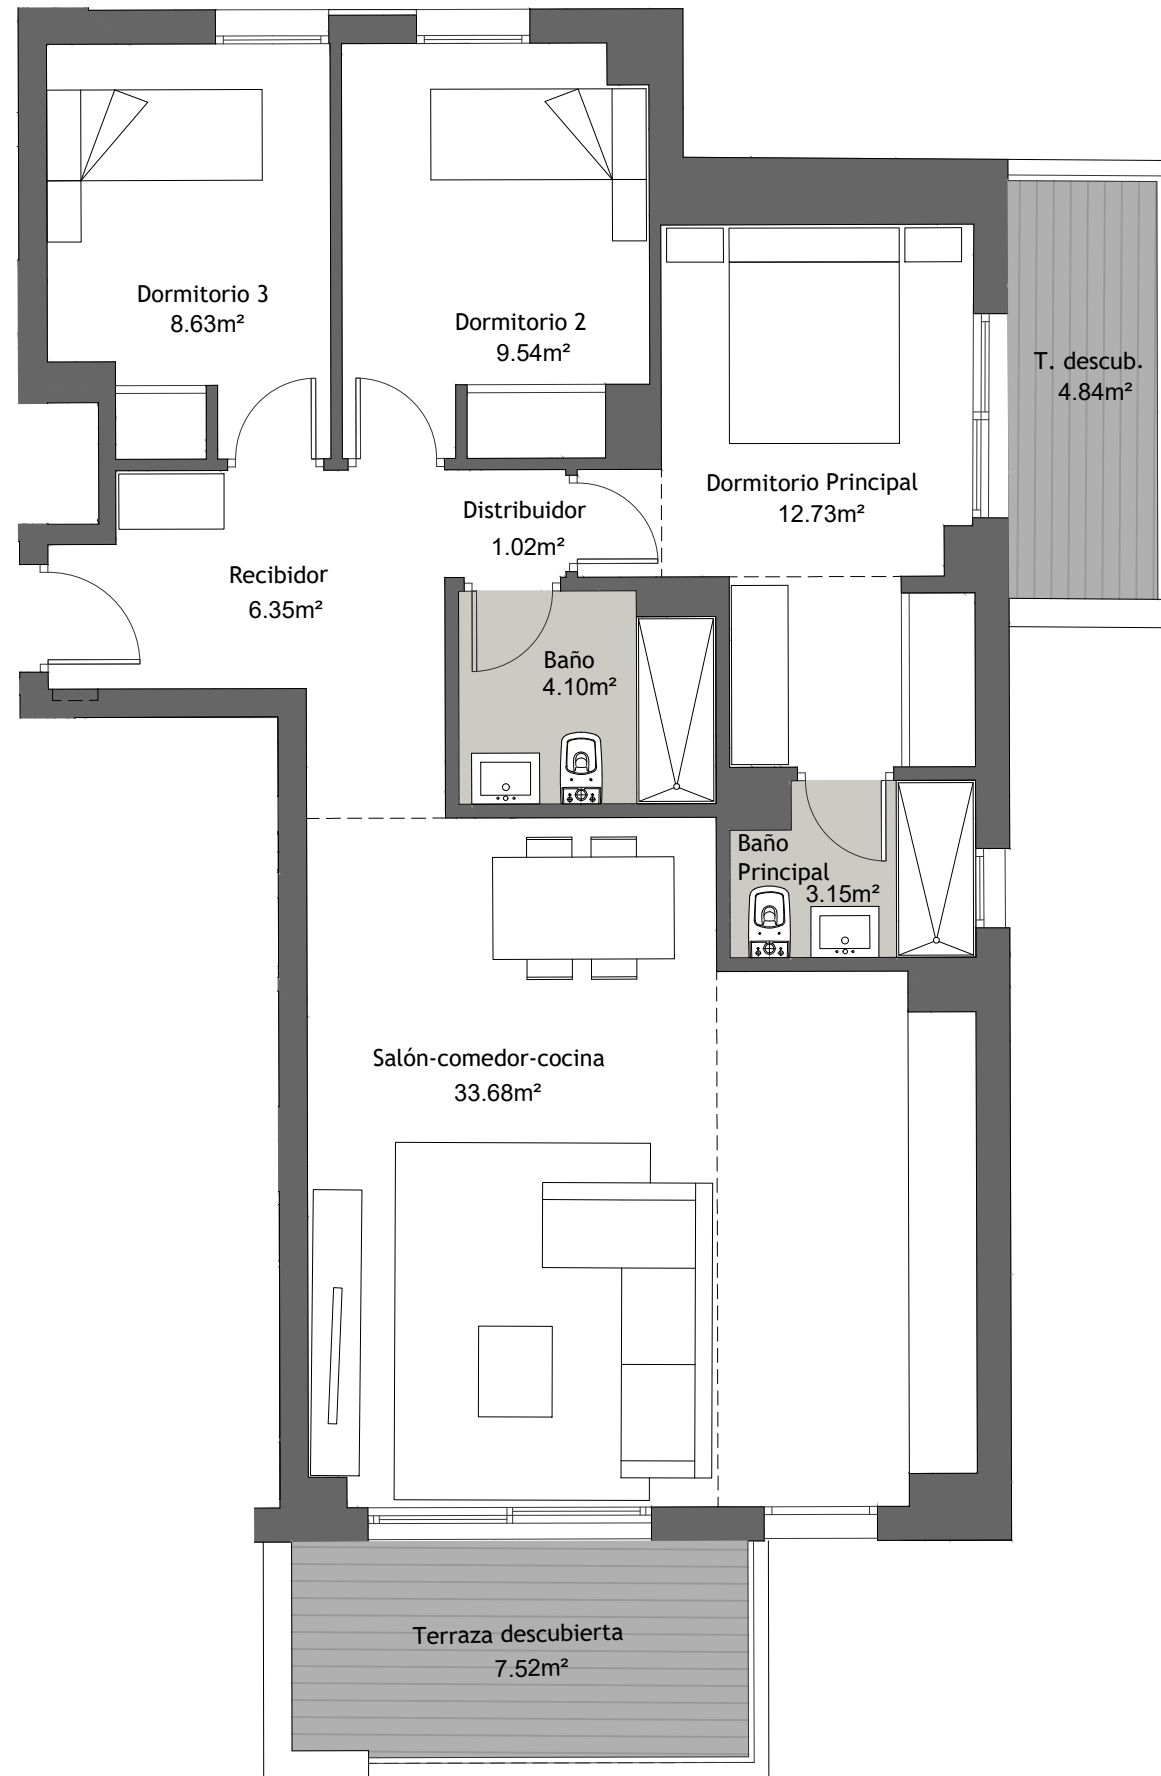 Dormitorio 3
8.63m²
Dormitorio 2
9.54m²
T. descub.
4.84m²
Dormitorio Principal
12.73m²
Distribuidor
1.02m²
Recibidor
6.35m²
Baño
4.10m²
Baño
Principal
3.15m²
Salón-comedor-cocina
33.68m²
Terraza descubierta
7.52m²